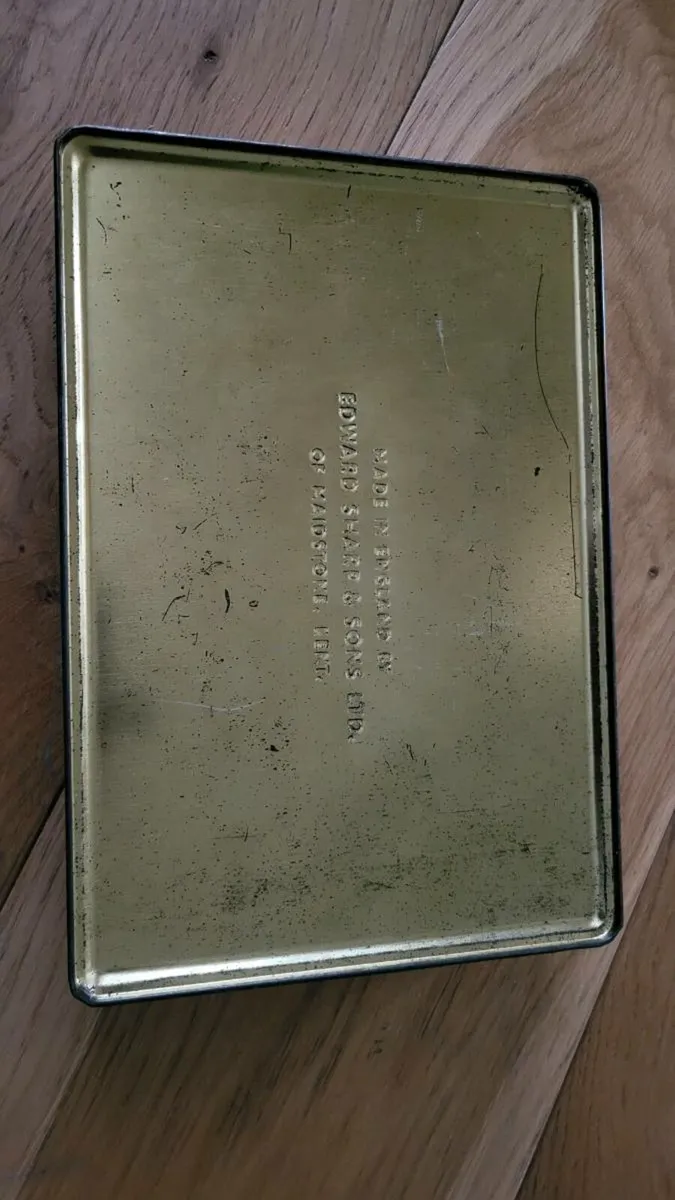 MADE IN ENGLAND BY
EDWARD SHARP & SONS LTD.
OF MAIDSTONE, KENT.